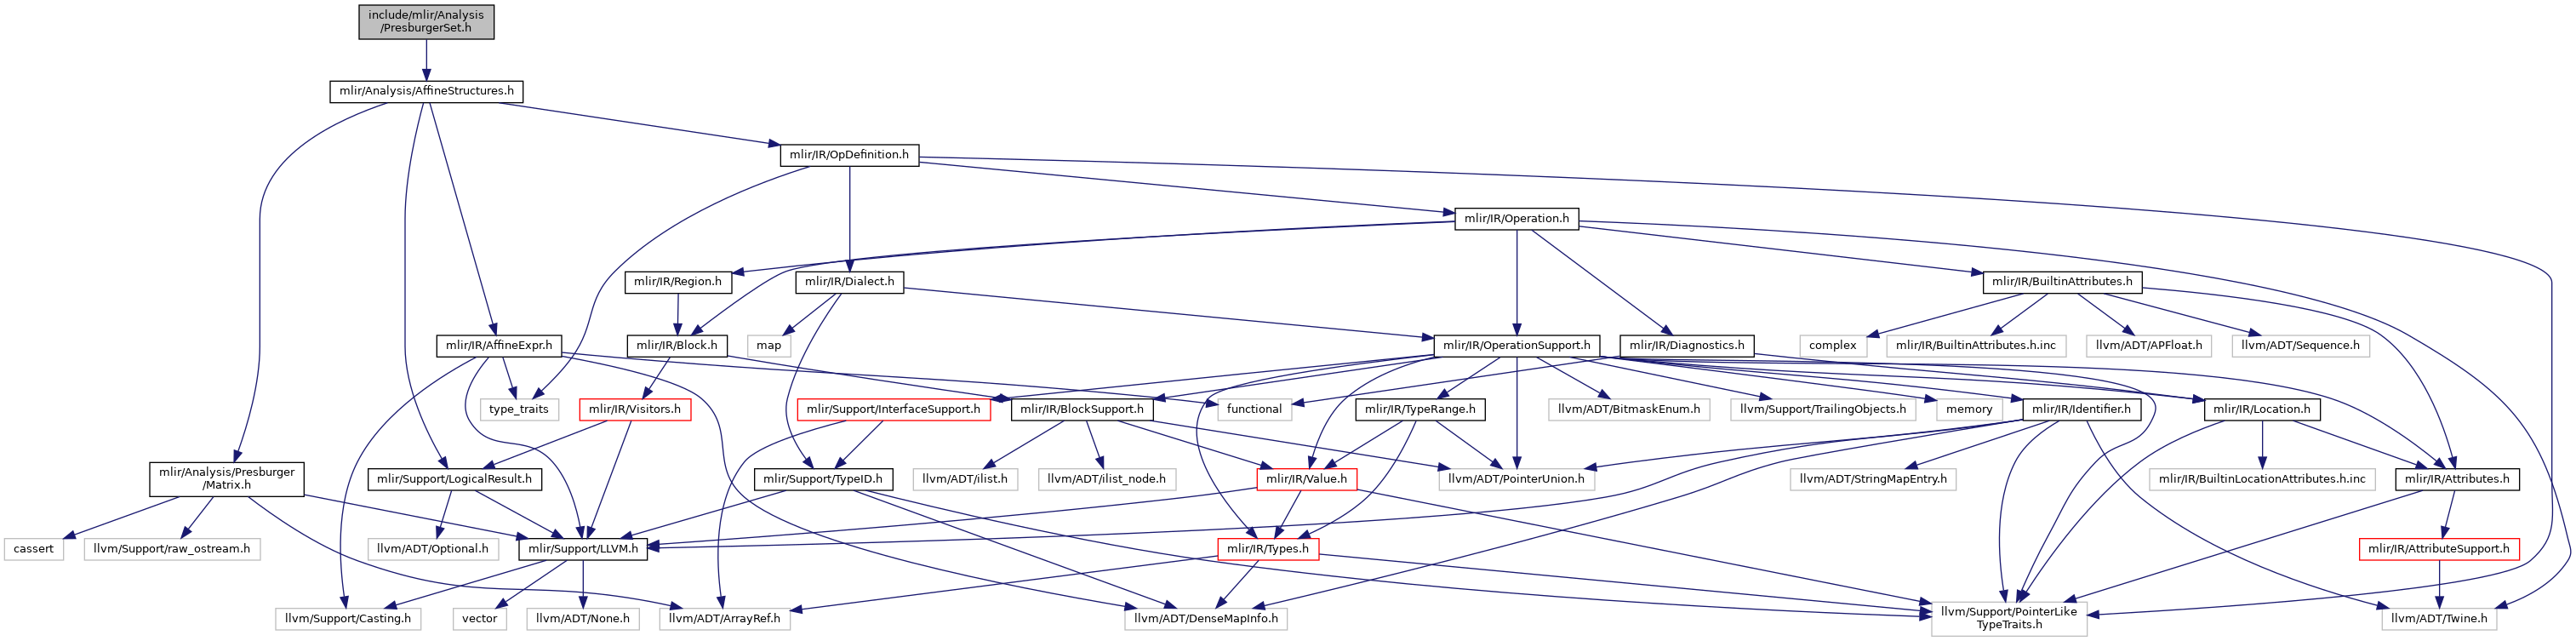 include/mlir/Analysis
/PresburgerSet.h
mlir/Analysis/AffineStructures.h
mlir/IR/OpDefinition.h
mlir/IR/Operation.h
mlir/IR/Region.h
mlir/IR/Dialect.h
mlir/IR/BuiltinAttributes.h
mlir/IR/AffineExpr.h
mlir/IR/Block.h
map
mlir/IR/OperationSupport.h
mlir/IR/Diagnostics.h
complex
mlir/IR/BuiltinAttributes.h.inc
llvm/ADT/APFloat.h
llvm/ADT/Sequence.h
type_traits
mlir/IR/Visitors.h
mlir/Support/InterfaceSupport.h
mlir/IR/BlockSupport.h
functional
mlir/IR/TypeRange.h
llvm/ADT/BitmaskEnum.h
llvm/Support/TrailingObjects.h
memory
mlir/IR/Identifier.h
mlir/IR/Location.h
mlir/Analysis/Presburger
/Matrix.h
mlir/Support/LogicalResult.h
mlir/Support/TypeID.h
llvm/ADT/ilist.h
llvm/ADT/ilist_node.h
mlir/IR/Value.h
llvm/ADT/PointerUnion.h
llvm/ADT/StringMapEntry.h
mlir/IR/BuiltinLocationAttributes.h.inc
mlir/IR/Attributes.h
cassert
llvm/Support/raw_ostream.h
llvm/ADT/Optional.h
mlir/Support/LLVM.h
mlir/IR/Types.h
mlir/IR/AttributeSupport.h
llvm/Support/Casting.h
vector
llvm/ADT/None.h
llvm/ADT/ArrayRef.h
llvm/ADT/DenseMapInfo.h
llvm/Support/PointerLike
TypeTraits.h
llvm/ADT/Twine.h